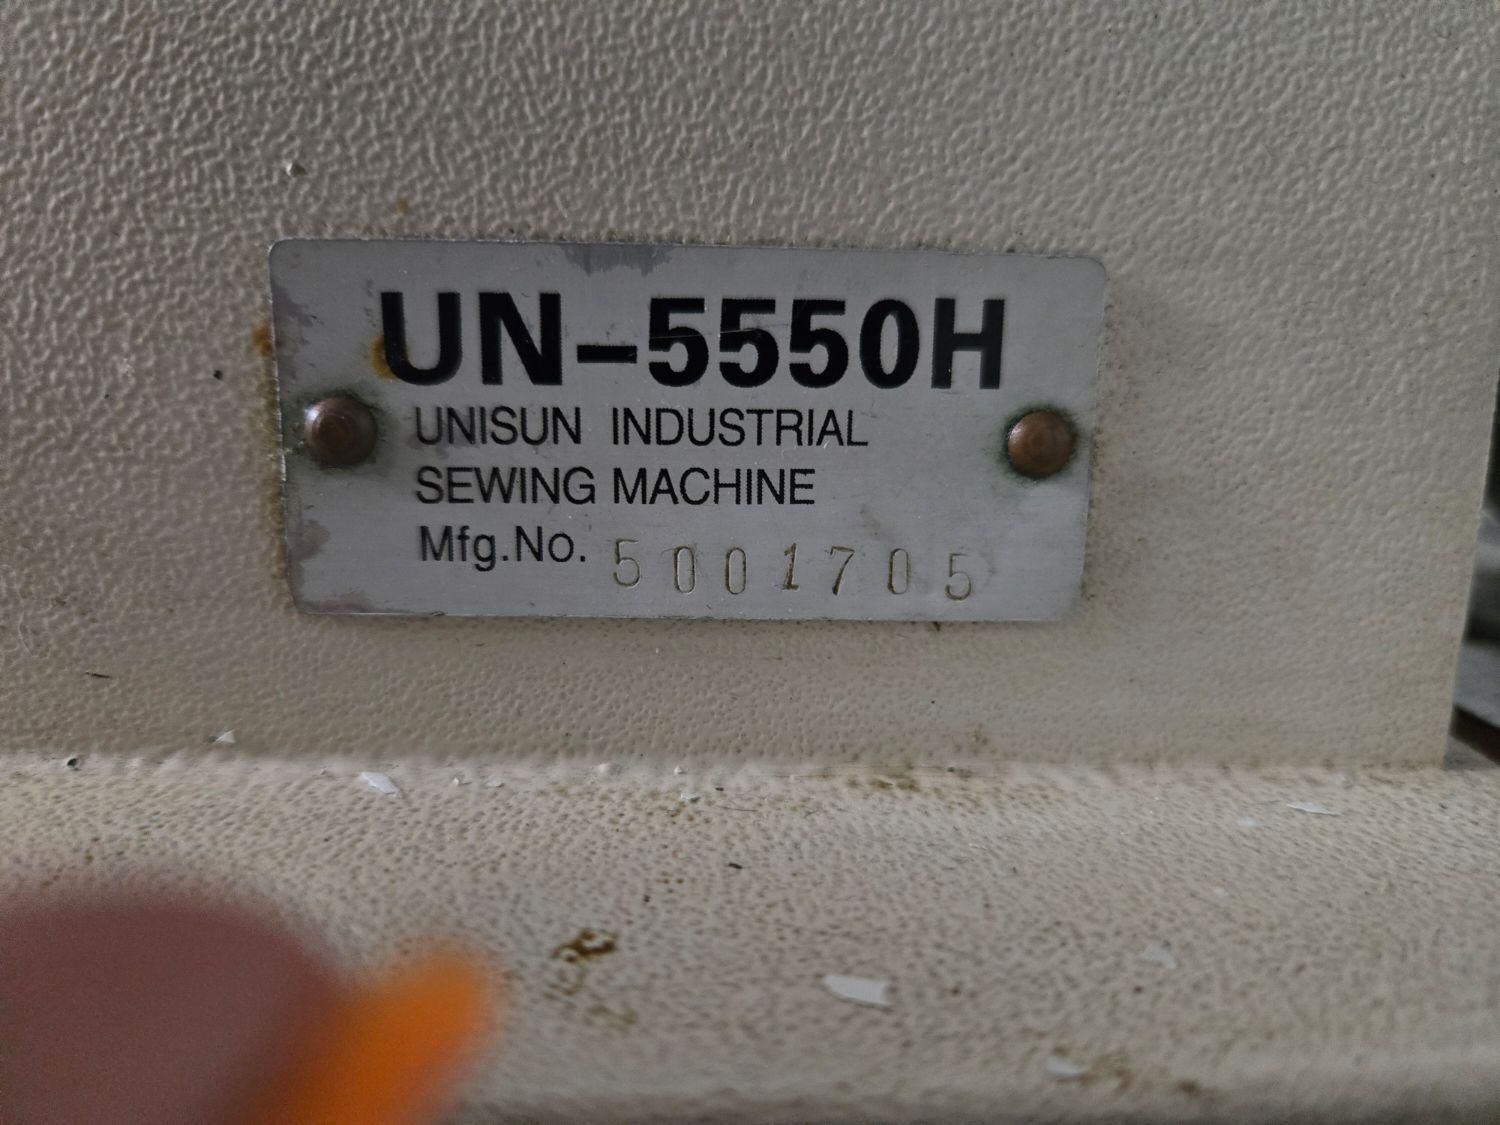 UN-5550H
UNISUN INDUSTRIAL
SEWING MACHINE
Mfg.No. 5001705